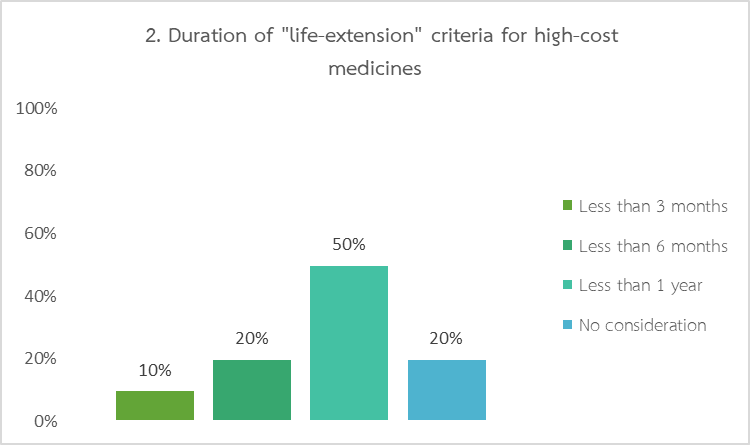 2. Duration of "life-extension" criteria for high-cost
medicines
100%
80%
60%
40%
20%
0%
10%
20%
50%
20%
Less than 3 months
Less than 6 months
Less than 1 year
No consideration